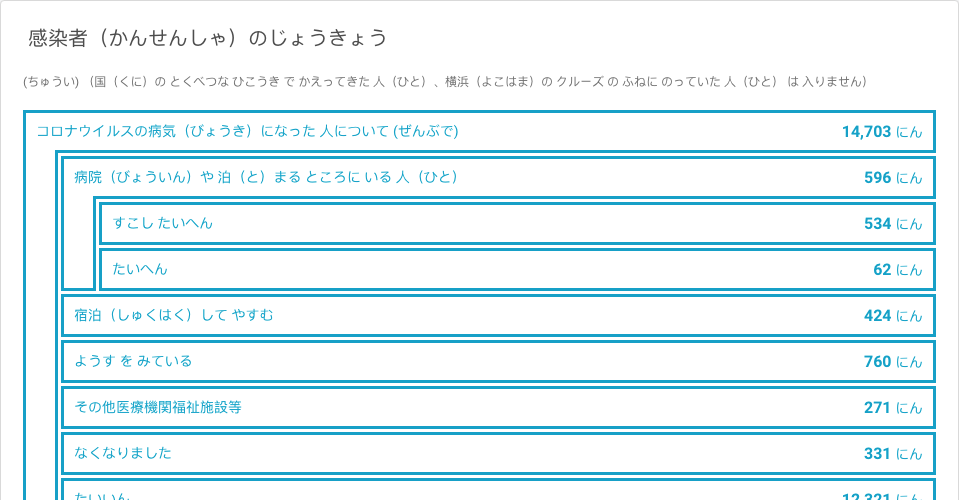 感染者（かんせんしゃ）のじょうきょう
(ちゅうい) （国（くに）の とくべつな ひこうき で かえってきた 人（ひと）、横浜（よこはま）の クルーズ の ふねに のっていた 人（ひと） は 入りません）
コロナウイルスの病気（びょうき）になった 人について (ぜんぶで) 14,703 にん
病院（びょういん）や 泊（と）まる ところに いる 人（ひと） 596 にん
すこし たいへん 534 にん
たいへん 62 にん
宿泊（しゅくはく）して やすむ 424 にん
ようす を みている 760 にん
その他医療機関福祉施設等 271 にん
なくなりました 331 にん
たいいん 12,321 にん